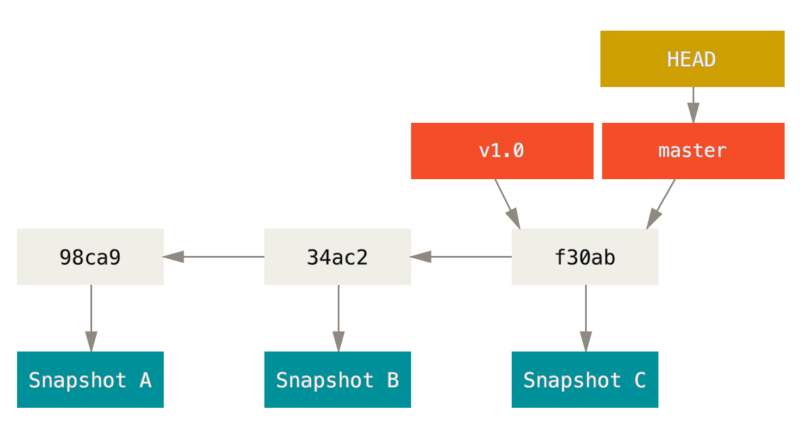 HEAD
v1.0
master
98ca9
34ac2
f30ab
Snapshot A
Snapshot B
Snapshot C